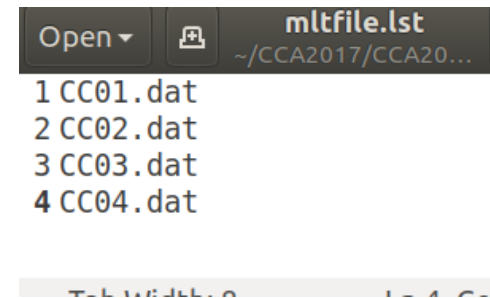 Open
mltfile.lst
~/CCA2017/CCA20...
1 CC01.dat
2 CC02.dat
3 CC03.dat
4 CC04.dat